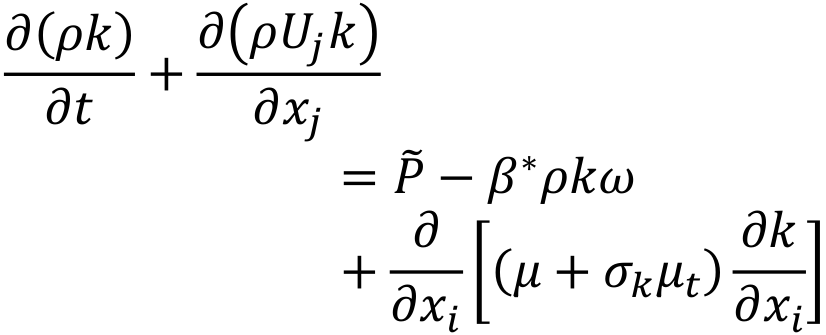 ∂(ρk)/∂t + ∂(ρU_j k)/∂x_j
= P̃ − β*ρkω
+ ∂/∂x_i [(μ + σ_k μ_t) ∂k/∂x_i]